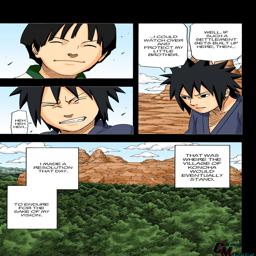 WELL, IF
SUCH A
SETTLEMENT
GETS BUILT UP
HERE, THEN...
...I COULD
WATCH OVER
AND
PROTECT MY
LITTLE
BROTHER.
HEH
HEH
HEH...
THAT WAS
WHERE THE
VILLAGE OF
KONOHA
WOULD
EVENTUALLY
STAND.
I MADE A
RESOLUTION
THAT DAY.
TO ENDURE
FOR THE
SAKE OF MY
VISION.